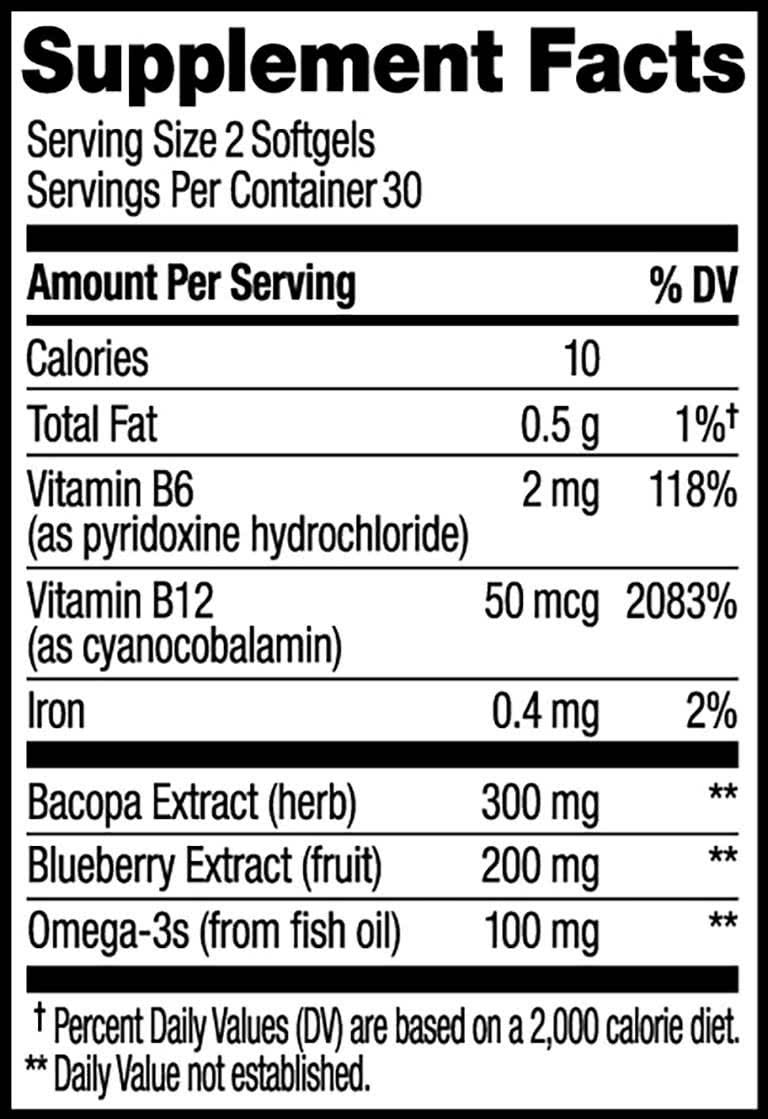 Supplement Facts
Serving Size 2 Softgels
Servings Per Container 30
Amount Per Serving % DV
Calories 10
Total Fat 0.5 g 1%†
Vitamin B6 2 mg 118%
(as pyridoxine hydrochloride)
Vitamin B12 50 mcg 2083%
(as cyanocobalamin)
Iron 0.4 mg 2%
Bacopa Extract (herb) 300 mg **
Blueberry Extract (fruit) 200 mg **
Omega-3s (from fish oil) 100 mg **
† Percent Daily Values (DV) are based on a 2,000 calorie diet.
** Daily Value not established.